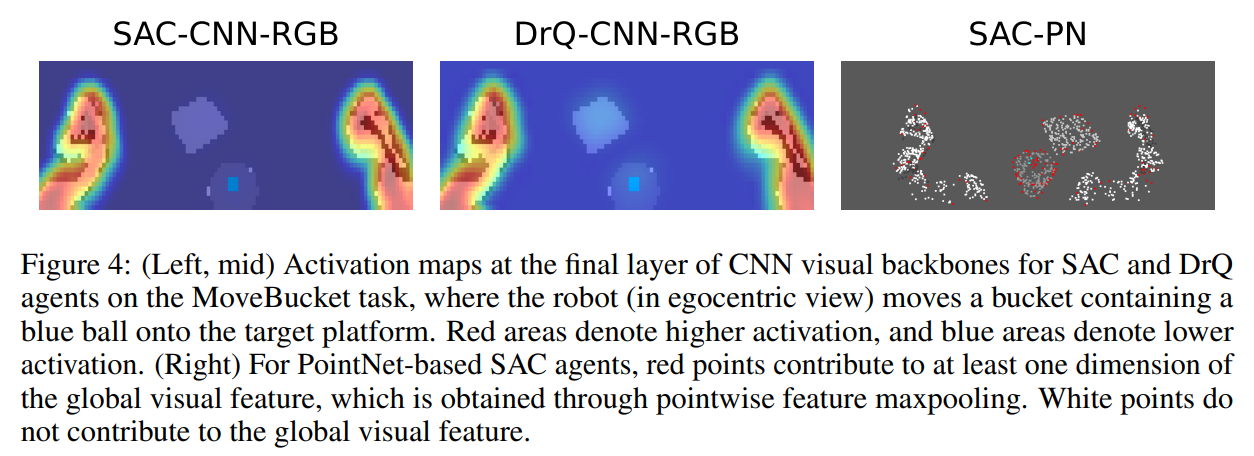 SAC-CNN-RGB
DrQ-CNN-RGB
SAC-PN
Figure 4: (Left, mid) Activation maps at the final layer of CNN visual backbones for SAC and DrQ
agents on the MoveBucket task, where the robot (in egocentric view) moves a bucket containing a
blue ball onto the target platform. Red areas denote higher activation, and blue areas denote lower
activation. (Right) For PointNet-based SAC agents, red points contribute to at least one dimension of
the global visual feature, which is obtained through pointwise feature maxpooling. White points do
not contribute to the global visual feature.